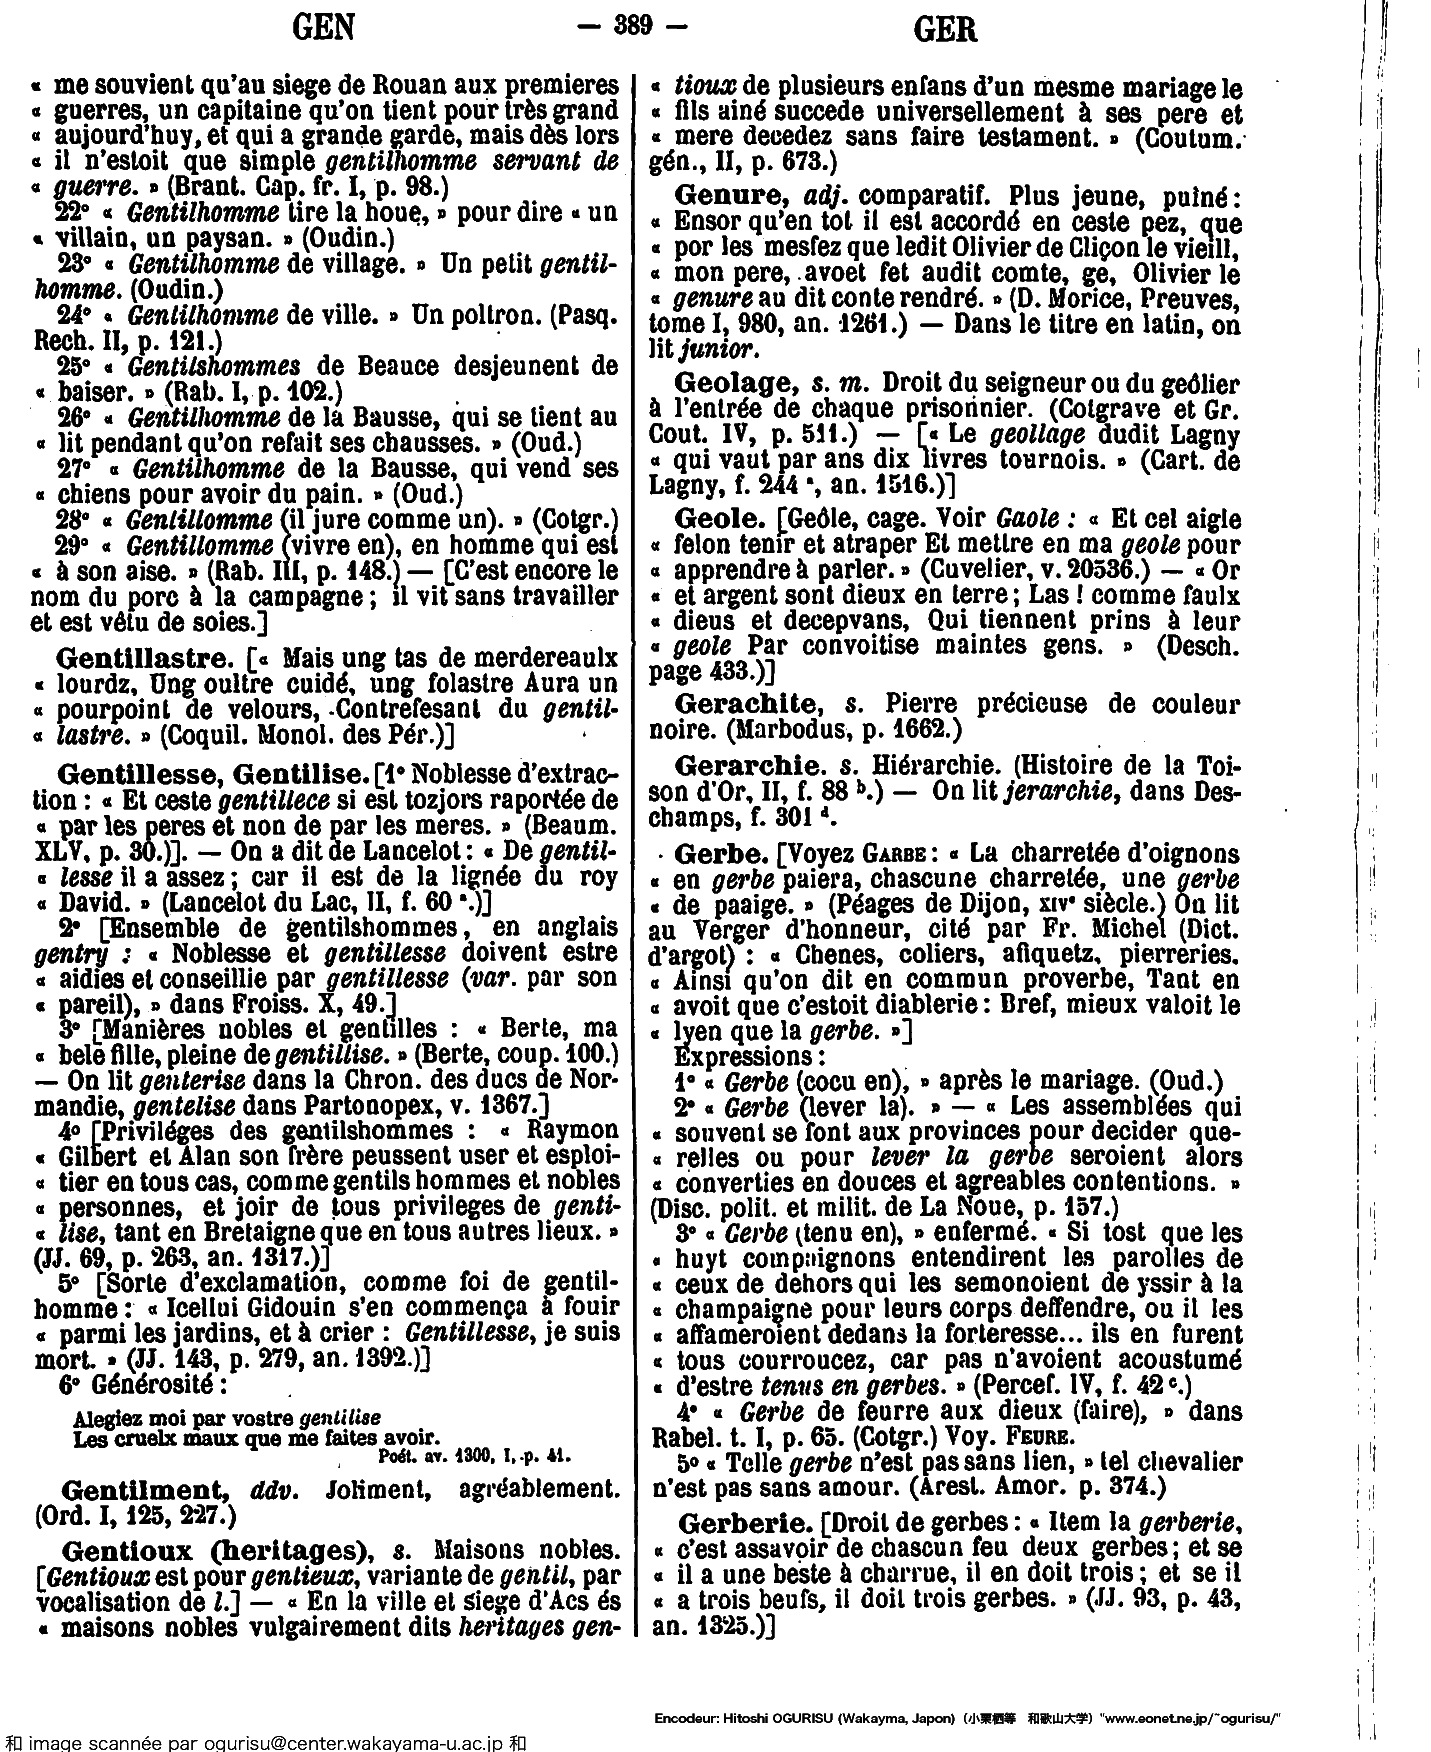 GEN — 389 — GER
« me souvient qu'au siege de Rouan aux premieres
« guerres, un capitaine qu'on tient pour très grand
« aujourd'huy, et qui a grande garde, mais dès lors
« il n'estoit que simple gentilhomme servant de
« guerre. » (Brant. Cap. fr. I, p. 98.)
22° « Gentilhomme tire la houe, » pour dire « un
« villain, un paysan. » (Oudin.)
23° « Gentilhomme de village. » Un petit gentil-
homme. (Oudin.)
24° « Gentilhomme de ville. » Un poltron. (Pasq.
Rech. II, p. 121.)
25° « Gentilshommes de Beauce desjeunent de
« baiser. » (Rab. I, p. 102.)
26° « Gentilhomme de la Bausse, qui se tient au
« lit pendant qu'on refait ses chausses. » (Oud.)
27° « Gentilhomme de la Bausse, qui vend ses
« chiens pour avoir du pain. » (Oud.)
28° « Gentillomme (il jure comme un). » (Cotgr.)
29° « Gentillomme (vivre en), en homme qui est
« à son aise. » (Rab. III, p. 148.) — [C'est encore le
nom du porc à la campagne ; il vit sans travailler
et est vêtu de soies.]
Gentillastre. [« Mais ung tas de merdereaulx
« lourdz, Ung oultre cuidé, ung folastre Aura un
« pourpoint de velours, Contrefesant du gentil-
« lastre. » (Coquil. Monol. des Pér.)]
Gentillesse, Gentilise. [1° Noblesse d'extrac-
tion : « Et ceste gentillece si est tozjors raportée de
« par les peres et non de par les meres. » (Beaum.
XLV, p. 30.)]. — On a dit de Lancelot : « De gentil-
« lesse il a assez ; car il est de la lignée du roy
« David. » (Lancelot du Lac, II, f. 60 ª.)]
2° [Ensemble de gentilshommes, en anglais
gentry : « Noblesse et gentillesse doivent estre
« aidies et conseillie par gentillesse (var. par son
« pareil), » dans Froiss. X, 49.]
3° [Manières nobles et gentilles : « Berte, ma
« bele fille, pleine de gentillise. » (Berte, coup. 100.)
— On lit genterise dans la Chron. des ducs de Nor-
mandie, gentelise dans Partonopex, v. 1367.]
4° [Priviléges des gentilshommes : « Raymon
« Gilbert et Alan son frère peussent user et esploi-
« tier en tous cas, comme gentils hommes et nobles
« personnes, et joir de tous privileges de genti-
« lise, tant en Bretaigne que en tous autres lieux. »
(JJ. 69, p. 263, an. 1317.)]
5° [Sorte d'exclamation, comme foi de gentil-
homme : « Icellui Gidouin s'en commença à fouir
« parmi les jardins, et à crier : Gentillesse, je suis
mort. » (JJ. 143, p. 279, an. 1392.)]
6° Générosité :
Alegiez moi par vostre gentilise
Les cruelx maux que me faites avoir.
Poét. av. 1300, I, p. 41.
Gentilment, ddv. Joliment, agréablement.
(Ord. I, 125, 227.)
Gentioux (heritages), s. Maisons nobles.
[Gentioux est pour gentieux, variante de gentil, par
vocalisation de l.] — « En la ville et siege d'Acs és
« maisons nobles vulgairement dits heritages gen-
« tioux de plusieurs enfans d'un mesme mariage le
« fils ainé succede universellement à ses pere et
« mere decedez sans faire testament. » (Coutum.
gén., II, p. 673.)
Genure, adj. comparatif. Plus jeune, puîné :
« Ensor qu'en tot il est accordé en ceste pez, que
« por les mesfez que ledit Olivier de Cliçon le vieill,
« mon pere, avoet fet audit comte, ge, Olivier le
« genure au dit conte rendré. » (D. Morice, Preuves,
tome I, 980, an. 1261.) — Dans le titre en latin, on
lit junior.
Geolage, s. m. Droit du seigneur ou du geôlier
à l'entrée de chaque prisonnier. (Cotgrave et Gr.
Cout. IV, p. 511.) — [« Le geollage dudit Lagny
« qui vaut par ans dix livres tournois. » (Cart. de
Lagny, f. 244 ª, an. 1516.)]
Geole. [Geôle, cage. Voir Gaole : « Et cel aigle
« felon tenir et atraper Et mettre en ma geole pour
« apprendre à parler. » (Cuvelier, v. 20536.) — « Or
« et argent sont dieux en terre ; Las ! comme faulx
« dieus et decepvans, Qui tiennent prins à leur
« geole Par convoitise maintes gens. » (Desch.
page 433.)]
Gerachite, s. Pierre précieuse de couleur
noire. (Marbodus, p. 1662.)
Gerarchie. s. Hiérarchie. (Histoire de la Toi-
son d'Or, II, f. 88 b.) — On lit jerarchie, dans Des-
champs, f. 301 d.
Gerbe. [Voyez GARBE : « La charretée d'oignons
« en gerbe paiera, chascune charretée, une gerbe
« de paaige. » (Péages de Dijon, XIVe siècle.) On lit
au Verger d'honneur, cité par Fr. Michel (Dict.
d'argot) : « Chenes, coliers, afiquetz, pierreries.
« Ainsi qu'on dit en commun proverbe, Tant en
« avoit que c'estoit diablerie : Bref, mieux valoit le
« lyen que la gerbe. »]
Expressions :
1° « Gerbe (cocu en), » après le mariage. (Oud.)
2° « Gerbe (lever la). » — « Les assemblées qui
« souvent se font aux provinces pour decider que-
« relles ou pour lever la gerbe seroient alors
« converties en douces et agreables contentions. »
(Disc. polit. et milit. de La Noue, p. 157.)
3° « Gerbe (tenu en), » enfermé. « Si tost que les
« huyt compaignons entendirent les parolles de
« ceux de dehors qui les semonoient de yssir à la
« champaigne pour leurs corps deffendre, ou il les
« affameroient dedans la forteresse... ils en furent
« tous courroucez, car pas n'avoient acoustumé
« d'estre tenus en gerbes. » (Percef. IV, f. 42 c.)
4° « Gerbe de feurre aux dieux (faire), » dans
Rabel. t. I, p. 65. (Cotgr.) Voy. FEURE.
5° « Telle gerbe n'est pas sans lien, » tel chevalier
n'est pas sans amour. (Arest. Amor. p. 374.)
Gerberie. [Droit de gerbes : « Item la gerberie,
« c'est assavoir de chascun feu deux gerbes ; et se
« il a une beste à charrue, il en doit trois ; et se il
« a trois beufs, il doit trois gerbes. » (JJ. 93, p. 43,
an. 1325.)]
Encodeur: Hitoshi OGURISU (Wakayma, Japon) (小栗栖等 和歌山大学) "www.eonet.ne.jp/~ogurisu/"
和 image scannée par ogurisu@center.wakayama-u.ac.jp 和